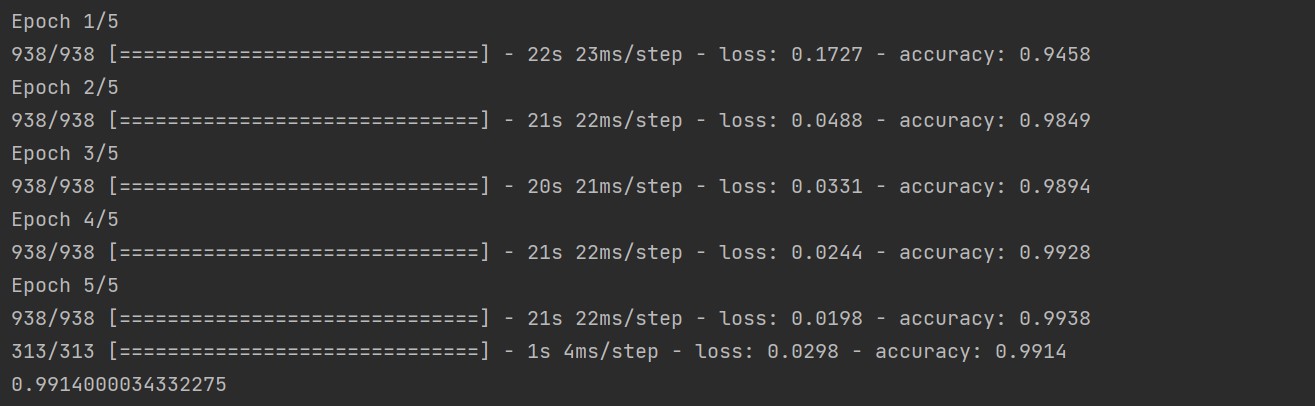 Epoch 1/5
938/938 [==============================] - 22s 23ms/step - loss: 0.1727 - accuracy: 0.9458
Epoch 2/5
938/938 [==============================] - 21s 22ms/step - loss: 0.0488 - accuracy: 0.9849
Epoch 3/5
938/938 [==============================] - 20s 21ms/step - loss: 0.0331 - accuracy: 0.9894
Epoch 4/5
938/938 [==============================] - 21s 22ms/step - loss: 0.0244 - accuracy: 0.9928
Epoch 5/5
938/938 [==============================] - 21s 22ms/step - loss: 0.0198 - accuracy: 0.9938
313/313 [==============================] - 1s 4ms/step - loss: 0.0298 - accuracy: 0.9914
0.9914000034332275